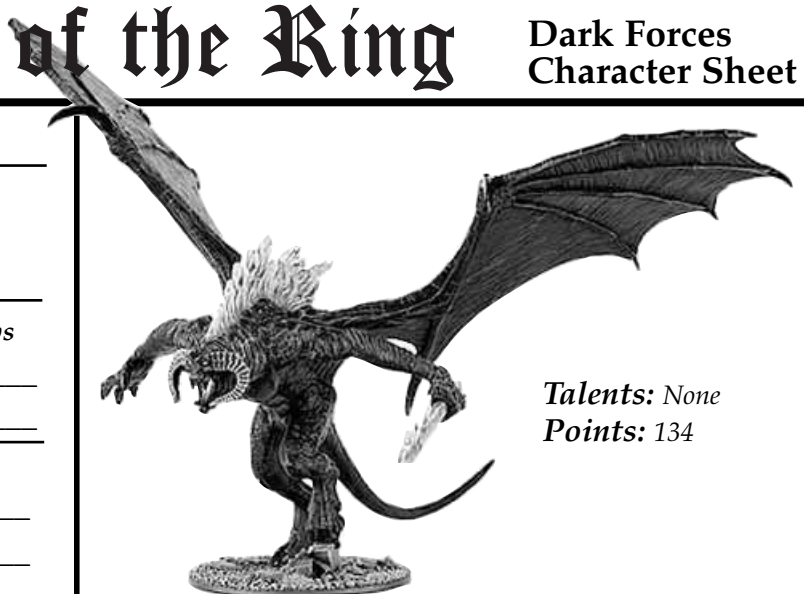 of the Ring
Dark Forces
Character Sheet
Talents: None
Points: 134